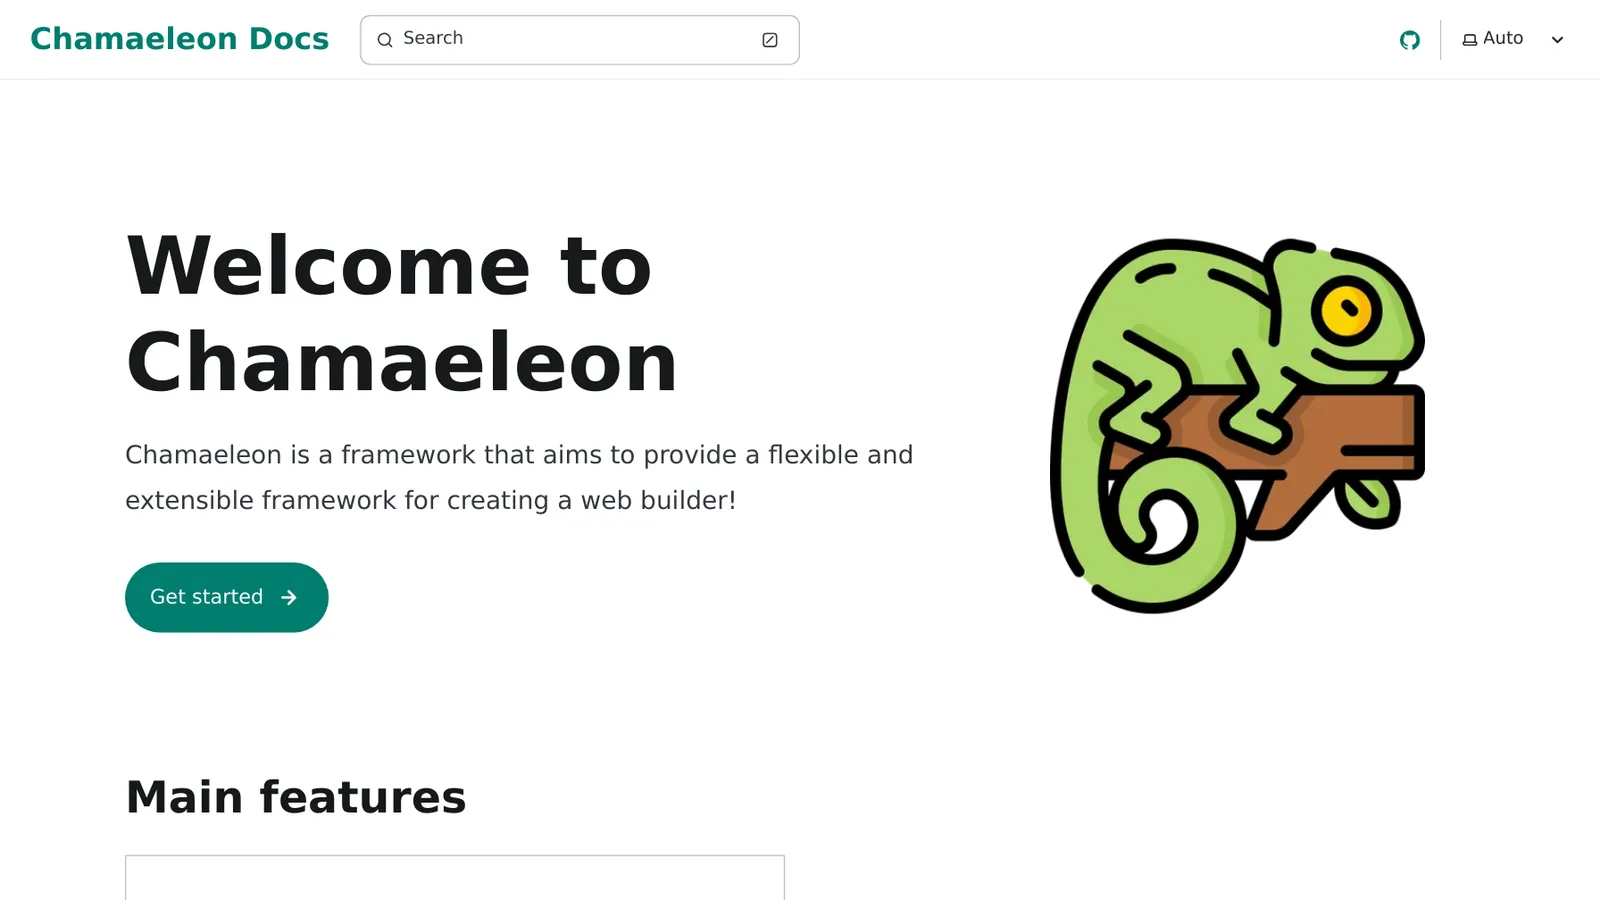 Chamaeleon Docs
Search
Auto
Welcome to
Chamaeleon
Chamaeleon is a framework that aims to provide a flexible and
extensible framework for creating a web builder!
Get started
Main features